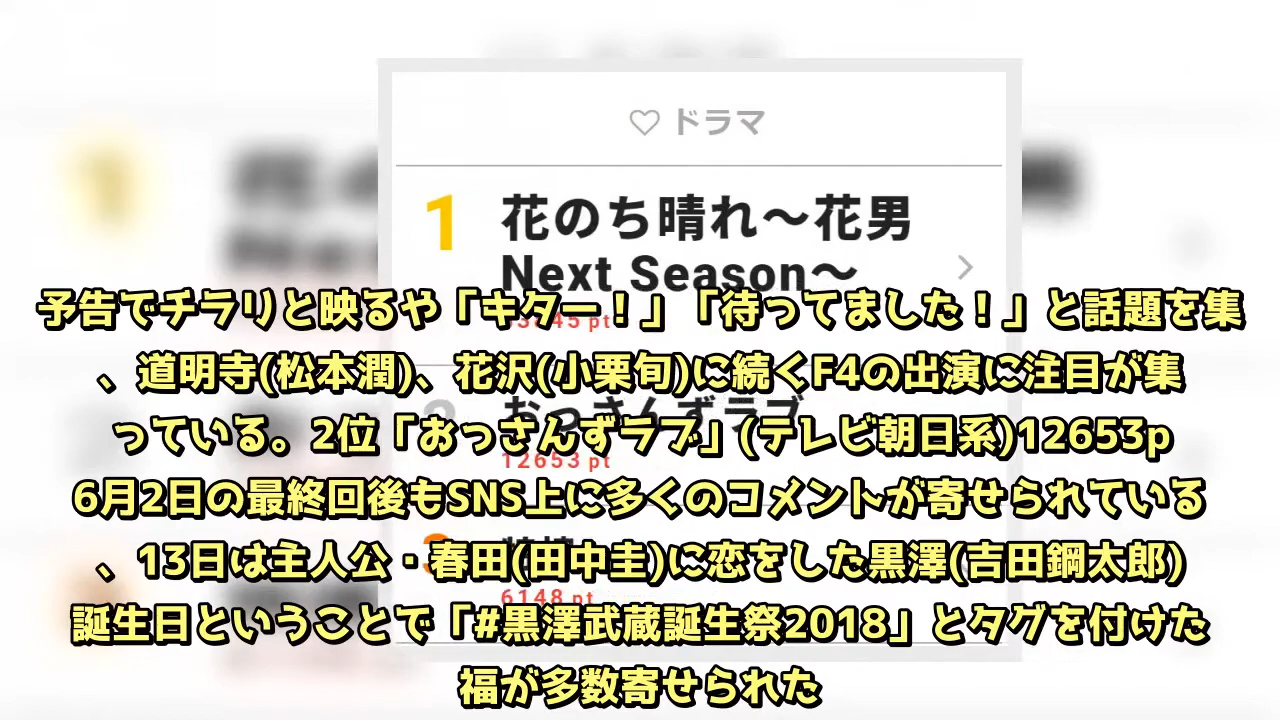 ドラマ
1 花のち晴れ〜花男
Next Season〜
予告でチラリと映るや「キター！」「待ってました！」と話題を集
、道明寺(松本潤)、花沢(小栗旬)に続くF4の出演に注目が集
っている。2位「おっさんずラブ」(テレビ朝日系)12653p
12653 pt
6月2日の最終回後もSNS上に多くのコメントが寄せられている
、13日は主人公・春田(田中圭)に恋をした黒澤(吉田鋼太郎)
6148 pt
誕生日ということで「#黒澤武蔵誕生祭2018」とタグを付けた
福が多数寄せられた